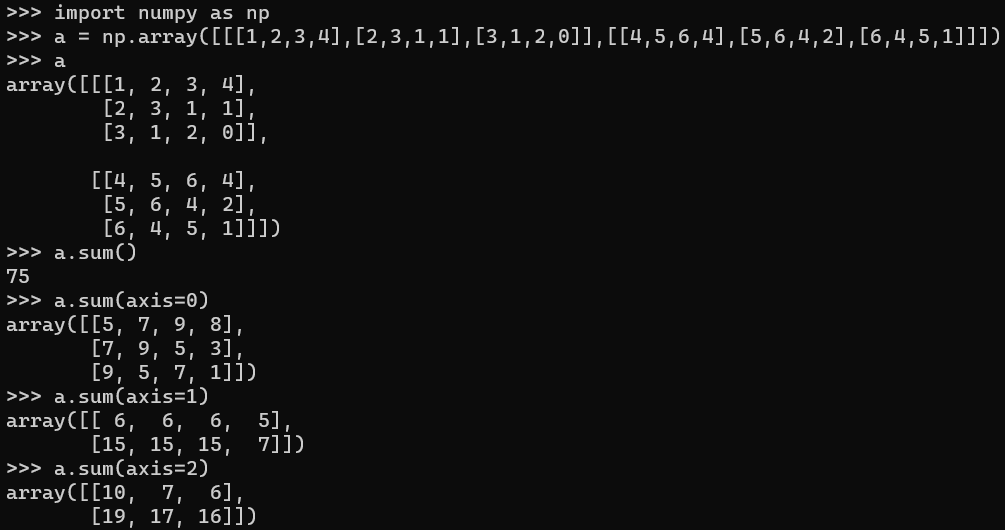 >>> import numpy as np
>>> a = np.array([[[1,2,3,4],[2,3,1,1],[3,1,2,0]],[[4,5,6,4],[5,6,4,2],[6,4,5,1]]])
>>> a
array([[[1, 2, 3, 4],
        [2, 3, 1, 1],
        [3, 1, 2, 0]],

       [[4, 5, 6, 4],
        [5, 6, 4, 2],
        [6, 4, 5, 1]]])
>>> a.sum()
75
>>> a.sum(axis=0)
array([[5, 7, 9, 8],
       [7, 9, 5, 3],
       [9, 5, 7, 1]])
>>> a.sum(axis=1)
array([[ 6,  6,  6,  5],
       [15, 15, 15,  7]])
>>> a.sum(axis=2)
array([[10,  7,  6],
       [19, 17, 16]])